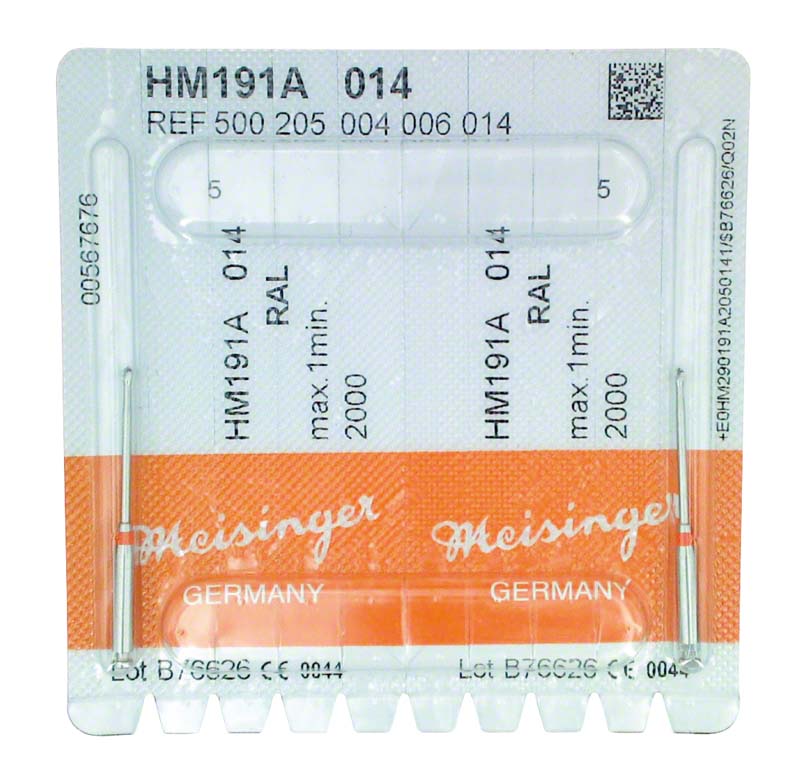 HM191A 014
REF 500 205 004 006 014
5 5
00567676
HM191A 014
RAL
max.1min.
2000
HM191A 014
RAL
max.1min.
2000
+E0HM290191A2050141/$B76626/Q02N
Meisinger Meisinger
GERMANY GERMANY
Lot B76626 CE 0044 Lot B76626 CE 0044